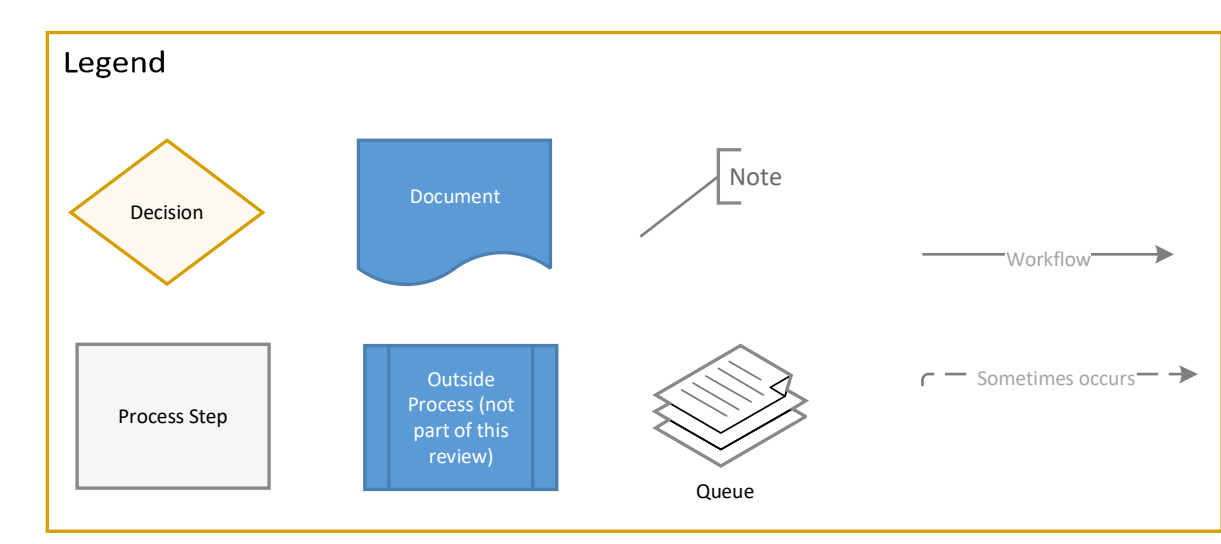 Legend
Decision
Document
Note
Workflow
Process Step
Outside
Process (not
part of this
review)
Queue
Sometimes occurs